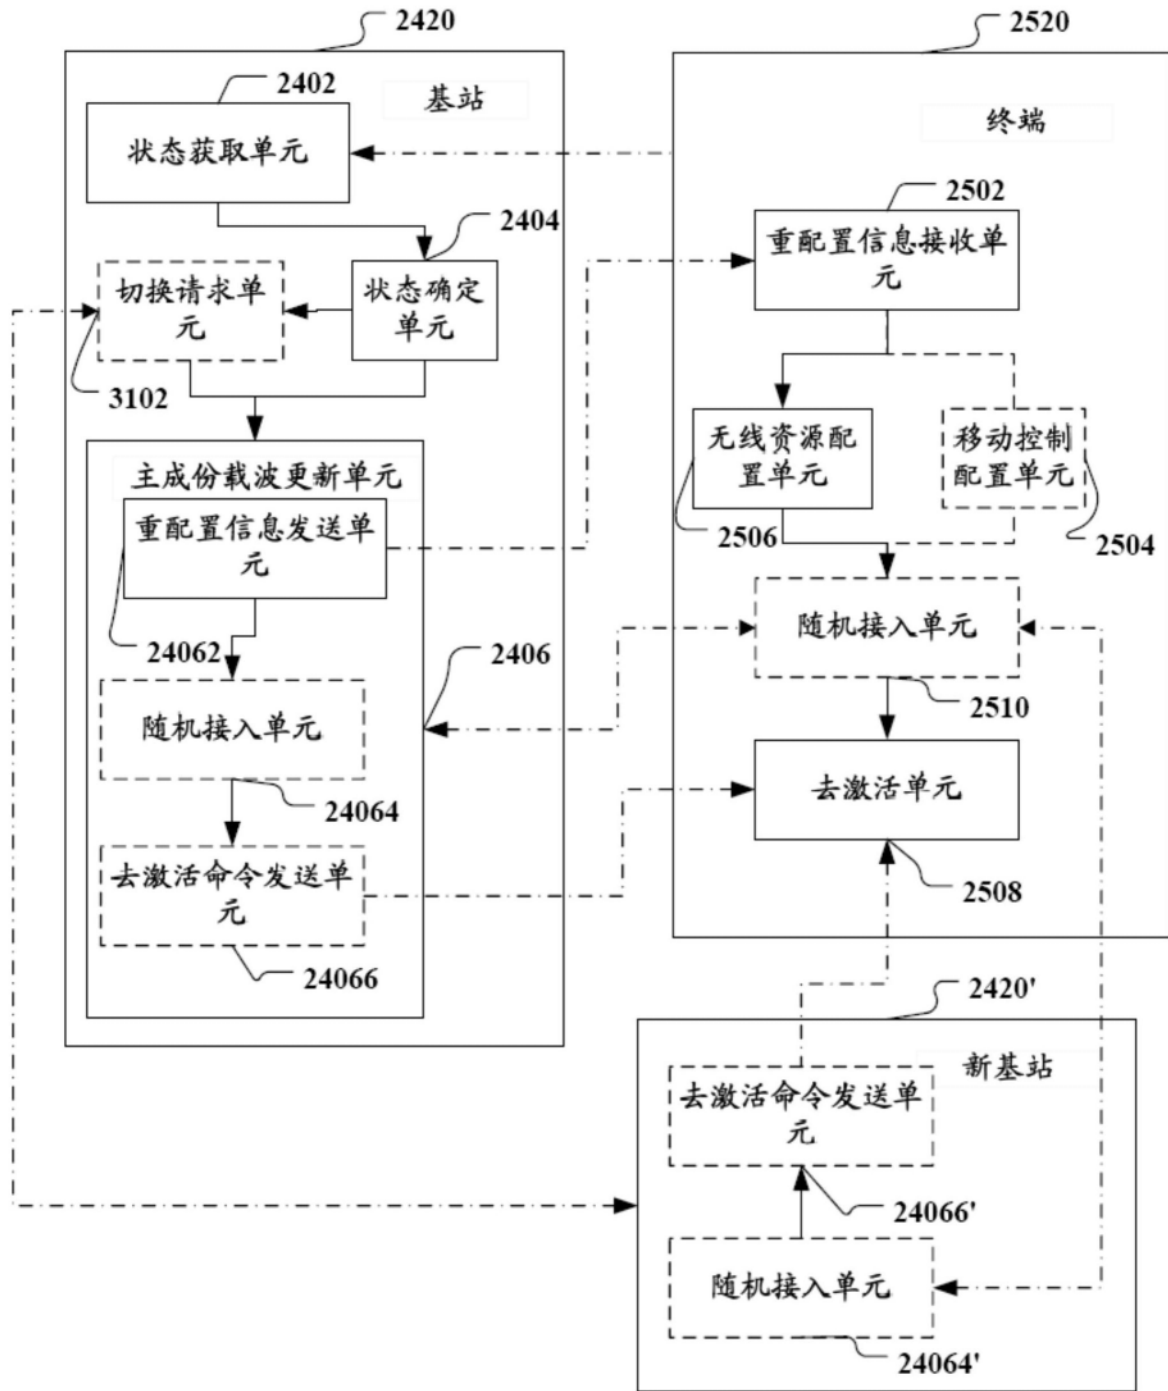 2420
2520
2402
基站
状态获取单元
终端
2502
重配置信息接收单
元
2404
切换请求单
元
状态确定
单元
3102
无线资源配
置单元
移动控制
配置单元
2506
2504
主成份载波更新单元
重配置信息发送单
元
24062
2406
随机接入单元
2510
随机接入单元
24064
去激活单元
2508
去激活命令发送单
元
24066
2420'
新基站
去激活命令发送单
元
24066'
随机接入单元
24064'